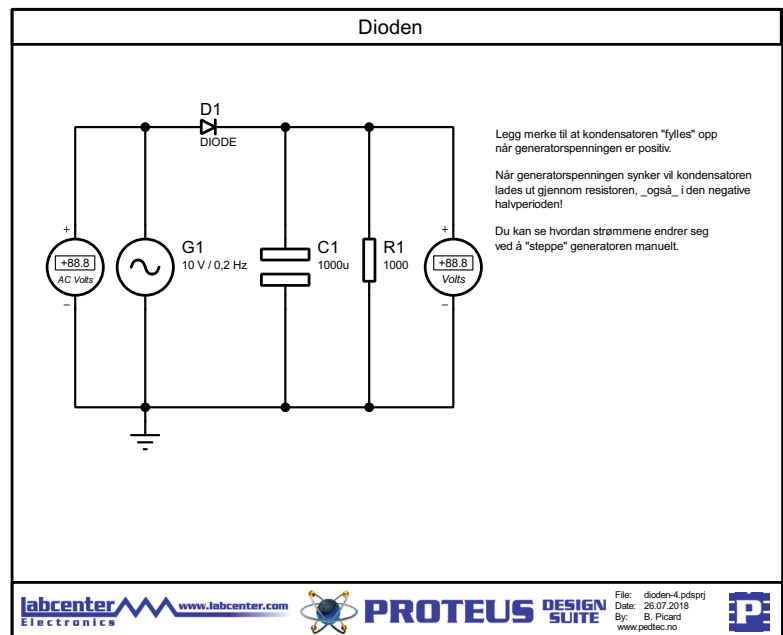 Dioden
D1
DIODE
Legg merke til at kondensatoren "fylles" opp
når generatorspenningen er positiv.
Når generatorspenningen synker vil kondensatoren
lades ut gjennom resistoren, _også_ i den negative
halvperioden!
Du kan se hvordan strømmene endrer seg
ved å "steppe" generatoren manuelt.
+
+88.8
AC Volts
−
G1
10 V / 0,2 Hz
C1
1000u
R1
1000
+
+88.8
Volts
−
labcenter
Electronics
www.labcenter.com
PROTEUS DESIGN SUITE
File: dioden-4.pdsprj
Date: 26.07.2018
By: B. Picard
www.pedtec.no
P